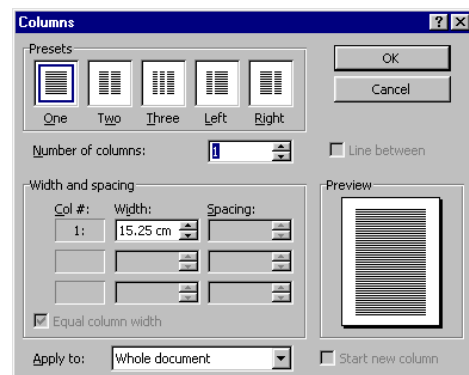 Columns
Presets
One Two Three Left Right
OK
Cancel
Number of columns: 1
Line between
Width and spacing
Col #: Width: Spacing:
1: 15.25 cm
Equal column width
Preview
Apply to: Whole document
Start new column